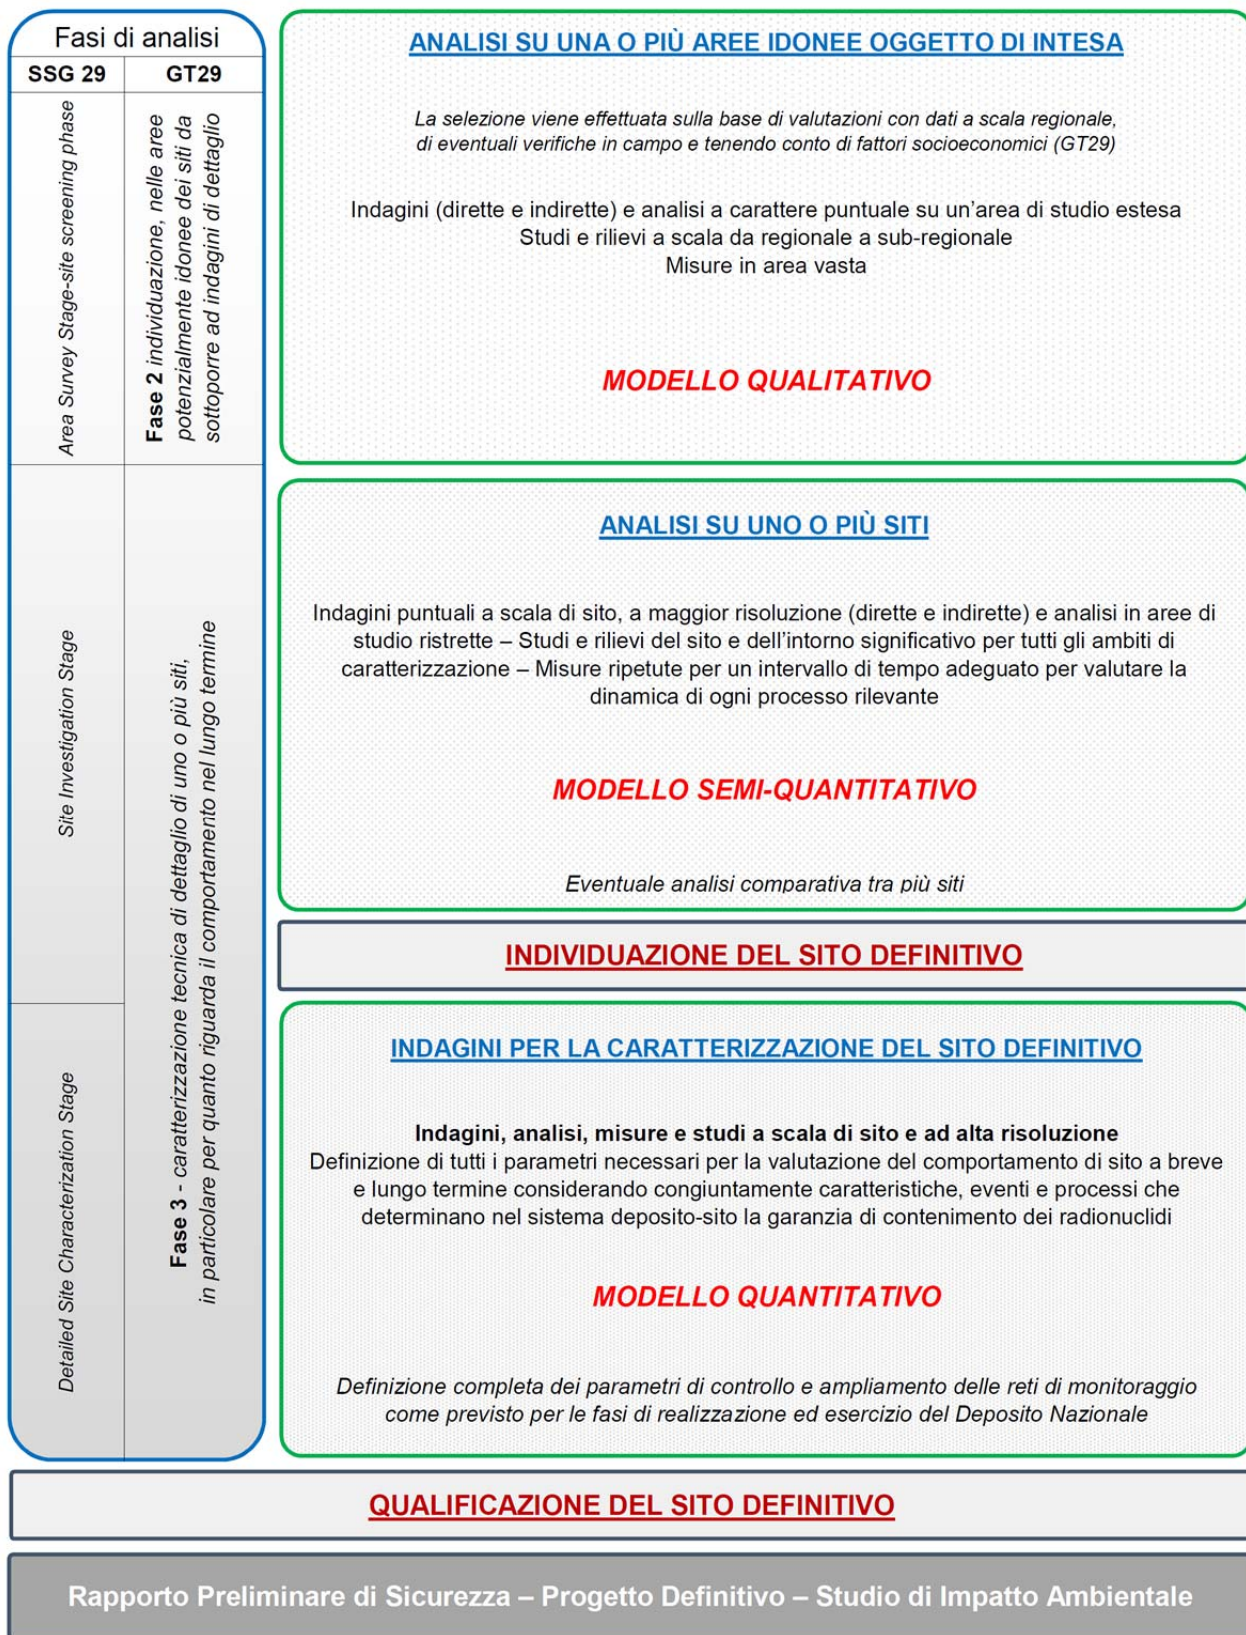 Fasi di analisi
SSG 29
GT29
Area Survey Stage-site screening phase
Fase 2 individuazione, nelle aree
potenzialmente idonee dei siti da
sottoporre ad indagini di dettaglio
ANALISI SU UNA O PIÙ AREE IDONEE OGGETTO DI INTESA
La selezione viene effettuata sulla base di valutazioni con dati a scala regionale,
di eventuali verifiche in campo e tenendo conto di fattori socioeconomici (GT29)
Indagini (dirette e indirette) e analisi a carattere puntuale su un'area di studio estesa
Studi e rilievi a scala da regionale a sub-regionale
Misure in area vasta
MODELLO QUALITATIVO
Site Investigation Stage
Fase 3 - caratterizzazione tecnica di dettaglio di uno o più siti,
in particolare per quanto riguarda il comportamento nel lungo termine
ANALISI SU UNO O PIÙ SITI
Indagini puntuali a scala di sito, a maggior risoluzione (dirette e indirette) e analisi in aree di
studio ristrette – Studi e rilievi del sito e dell'intorno significativo per tutti gli ambiti di
caratterizzazione – Misure ripetute per un intervallo di tempo adeguato per valutare la
dinamica di ogni processo rilevante
MODELLO SEMI-QUANTITATIVO
Eventuale analisi comparativa tra più siti
INDIVIDUAZIONE DEL SITO DEFINITIVO
Detailed Site Characterization Stage
INDAGINI PER LA CARATTERIZZAZIONE DEL SITO DEFINITIVO
Indagini, analisi, misure e studi a scala di sito e ad alta risoluzione
Definizione di tutti i parametri necessari per la valutazione del comportamento di sito a breve
e lungo termine considerando congiuntamente caratteristiche, eventi e processi che
determinano nel sistema deposito-sito la garanzia di contenimento dei radionuclidi
MODELLO QUANTITATIVO
Definizione completa dei parametri di controllo e ampliamento delle reti di monitoraggio
come previsto per le fasi di realizzazione ed esercizio del Deposito Nazionale
QUALIFICAZIONE DEL SITO DEFINITIVO
Rapporto Preliminare di Sicurezza – Progetto Definitivo – Studio di Impatto Ambientale